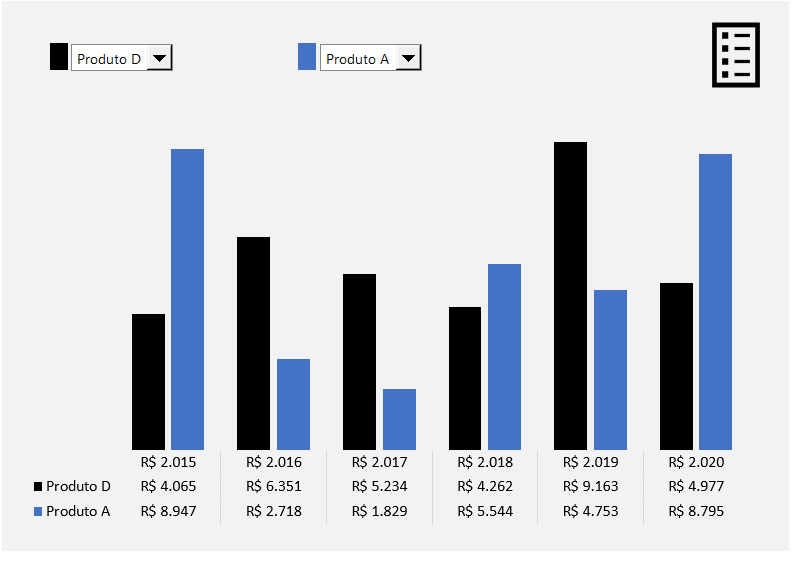 Produto D Produto A
R$ 2.015 R$ 2.016 R$ 2.017 R$ 2.018 R$ 2.019 R$ 2.020
Produto D R$ 4.065 R$ 6.351 R$ 5.234 R$ 4.262 R$ 9.163 R$ 4.977
Produto A R$ 8.947 R$ 2.718 R$ 1.829 R$ 5.544 R$ 4.753 R$ 8.795